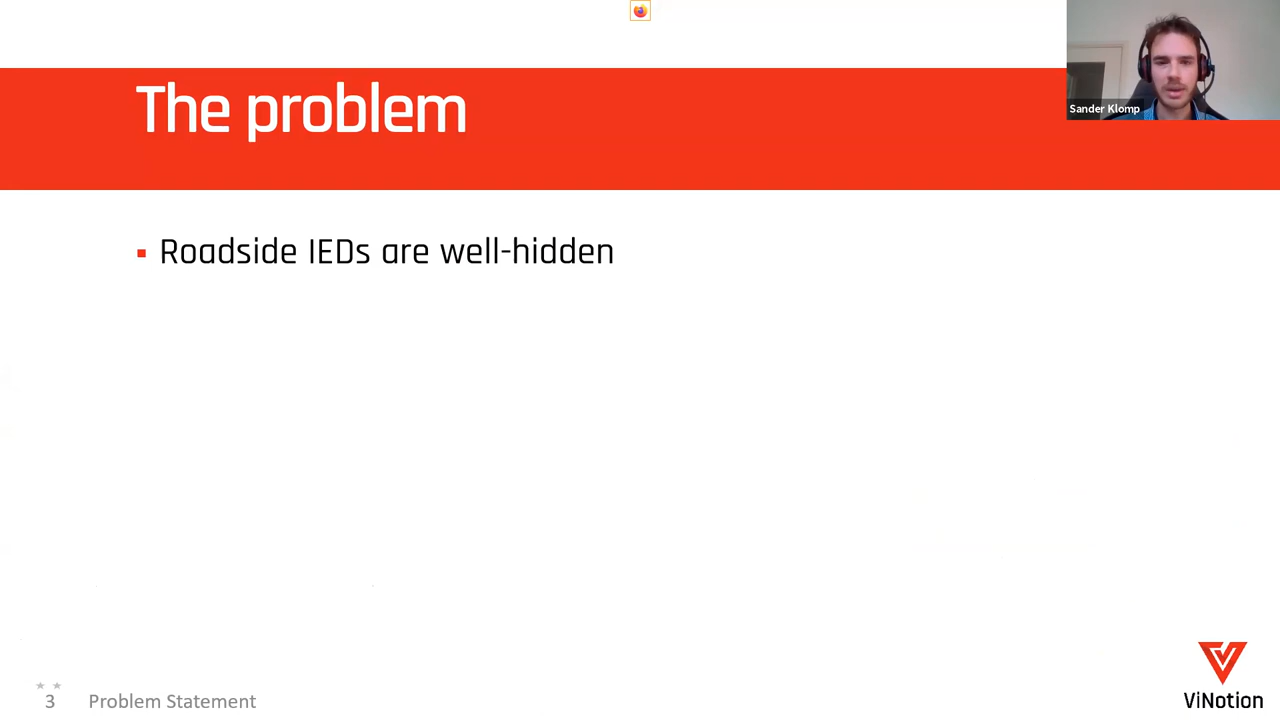 The problem
Sander Klomp
Roadside IEDs are well-hidden
3 Problem Statement
ViNotion